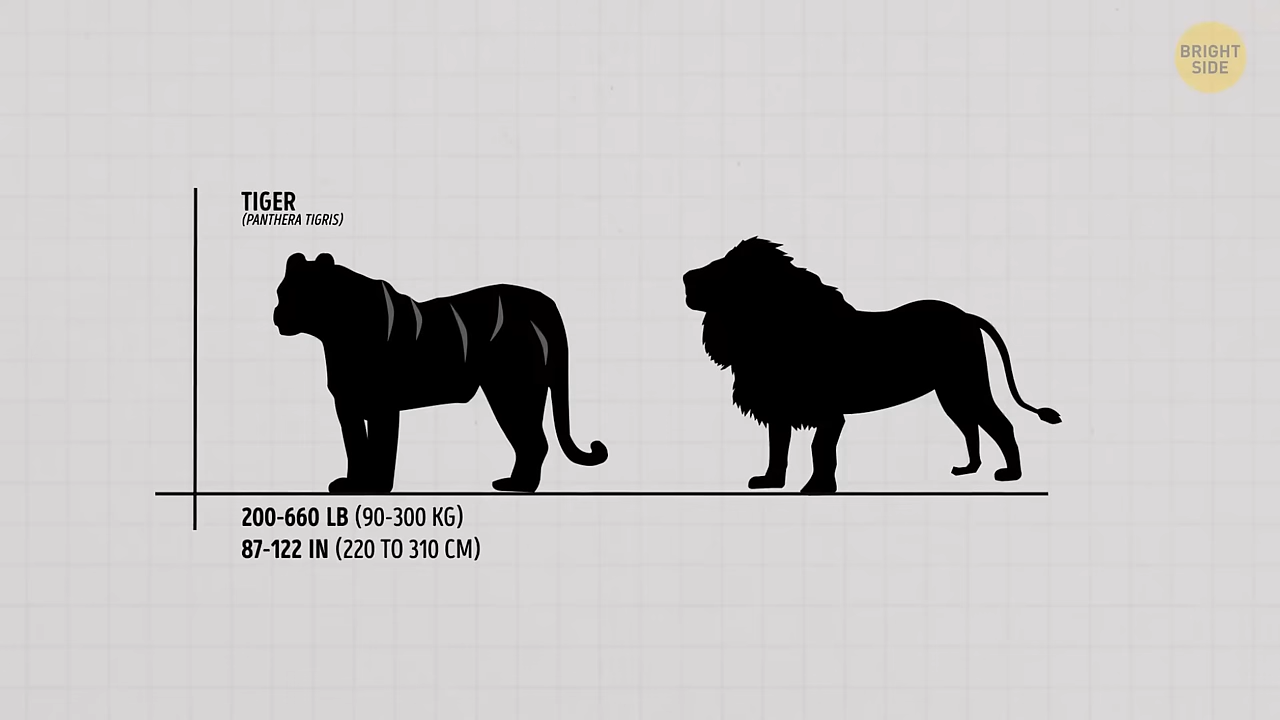 BRIGHT
SIDE
TIGER
(PANTHERA TIGRIS)
200-660 LB (90-300 KG)
87-122 IN (220 TO 310 CM)